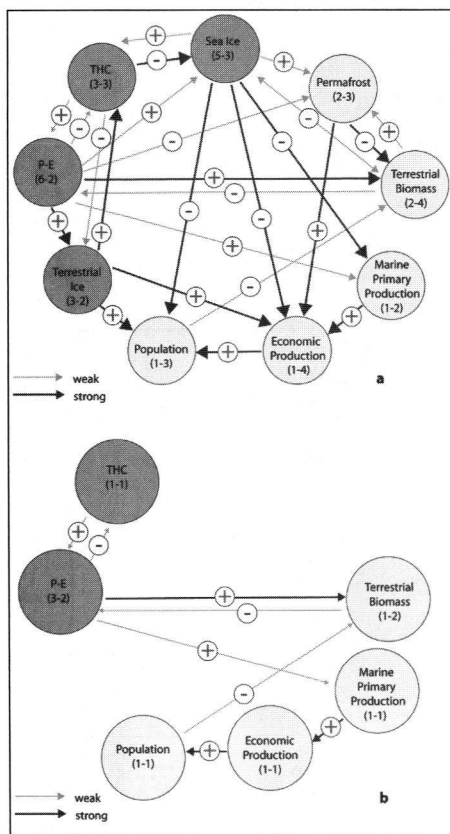 Sea Ice
(5-3)
THC
(3-3)
Permafrost
(2-3)
P-E
(6-2)
Terrestrial
Biomass
(2-4)
Terrestrial
Ice
(3-2)
Marine
Primary
Production
(1-2)
Population
(1-3)
Economic
Production
(1-4)
weak
strong
a
+
-
+
+
-
+
-
-
+
-
-
-
+
-
+
+
-
+
+
-
-
+
+
+
-
+
+
THC
(1-1)
P-E
(3-2)
Terrestrial
Biomass
(1-2)
Marine
Primary
Production
(1-1)
Population
(1-1)
Economic
Production
(1-1)
+
-
+
-
+
-
+
+
weak
strong
b